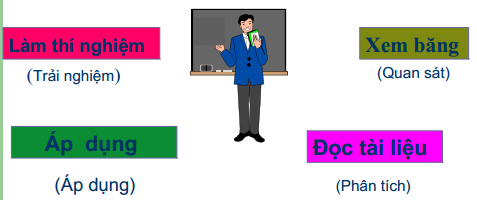 Làm thí nghiệm
(Trải nghiệm)
Xem băng
(Quan sát)
Áp dụng
(Áp dụng)
Đọc tài liệu
(Phân tích)